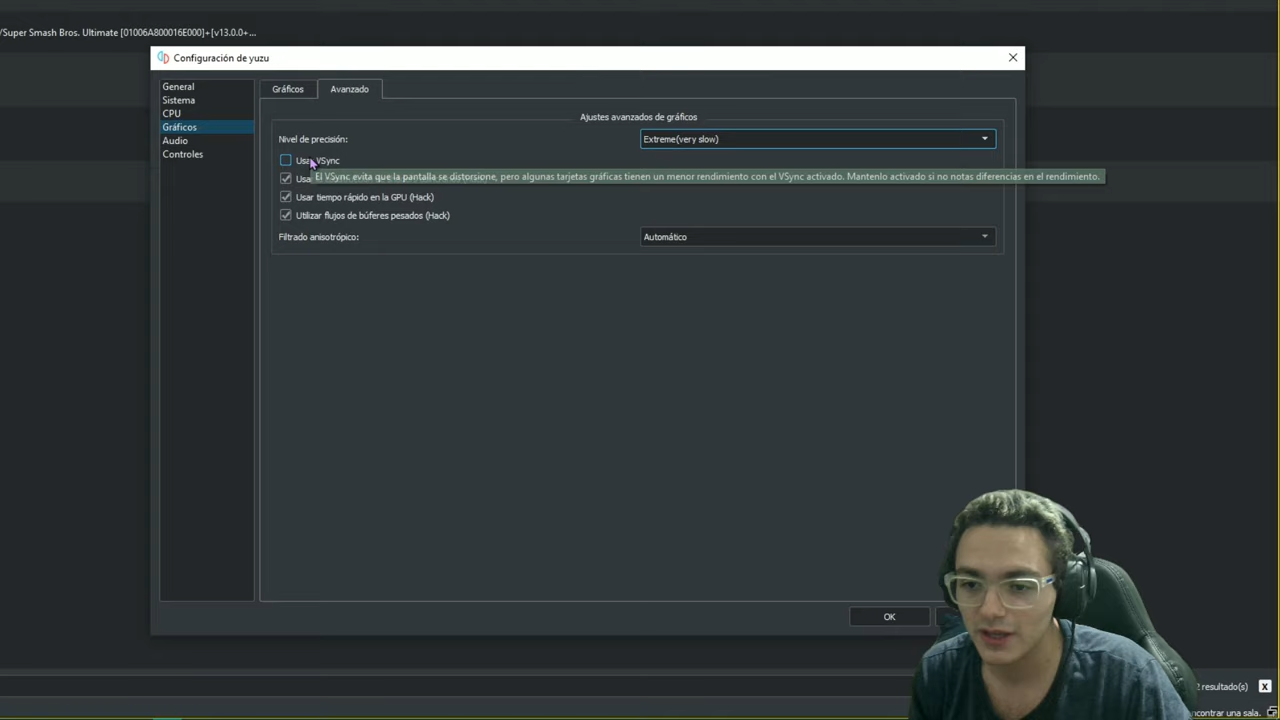 /Super Smash Bros. Ultimate [01006A800016E000]+[v13.0.0+...
Configuración de yuzu
General
Sistema
CPU
Gráficos
Audio
Controles
Gráficos
Avanzado
Ajustes avanzados de gráficos
Nivel de precisión:
Extreme(very slow)
Usar VSync
El VSync evita que la pantalla se distorsione, pero algunas tarjetas gráficas tienen un menor rendimiento con el VSync activado. Mantenlo activado si no notas diferencias en el rendimiento.
Usar tiempo rápido en la GPU (Hack)
Utilizar flujos de búferes pesados (Hack)
Filtrado anisotrópico:
Automático
OK
resultado(s)
X
encontrar una sala.